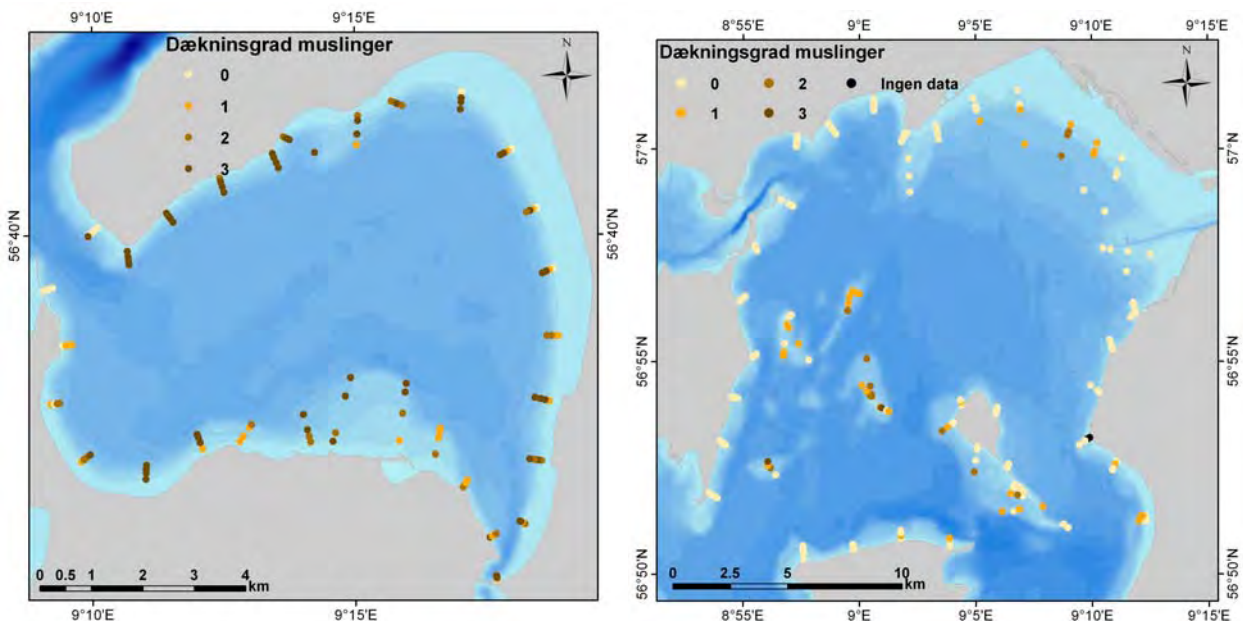 9°10'E 9°15'E
Dækninsgrad muslinger
N
0
1
2
3
56°40'N
56°40'N
0 0.5 1 2 3 4
km
9°10'E 9°15'E
8°55'E 9°E 9°5'E 9°10'E 9°15'E
Dækningsgrad muslinger
N
0 2 Ingen data
1 3
57°N
57°N
56°55'N
56°55'N
56°50'N
56°50'N
0 2.5 5 10
km
8°55'E 9°E 9°5'E 9°10'E 9°15'E